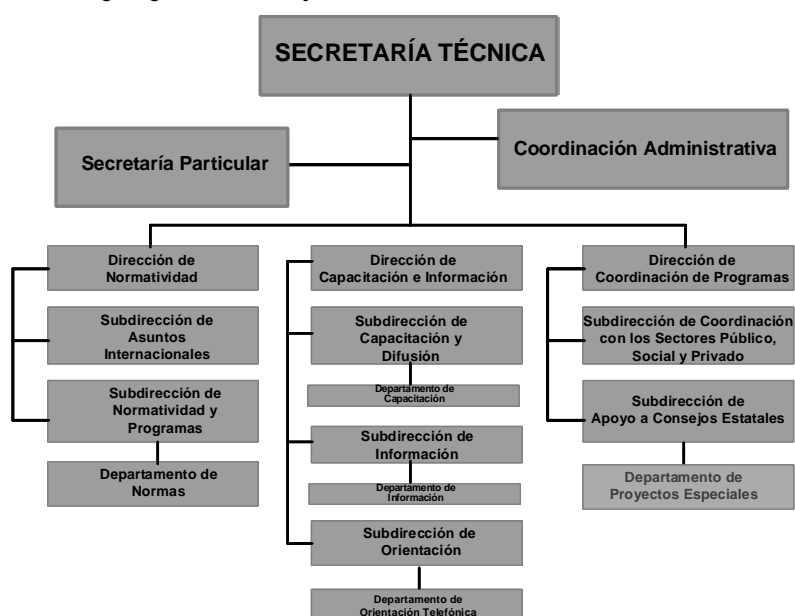 SECRETARÍA TÉCNICA
Secretaría Particular
Coordinación Administrativa
Dirección de
Normatividad
Subdirección de
Asuntos
Internacionales
Subdirección de
Normatividad y
Programas
Departamento de
Normas
Dirección de
Capacitación e Información
Subdirección de
Capacitación y
Difusión
Departamento de
Capacitación
Subdirección de
Información
Departamento de
Información
Subdirección de
Orientación
Departamento de
Orientación Telefónica
Dirección de
Coordinación de Programas
Subdirección de Coordinación
con los Sectores Público,
Social y Privado
Subdirección de
Apoyo a Consejos Estatales
Departamento de
Proyectos Especiales